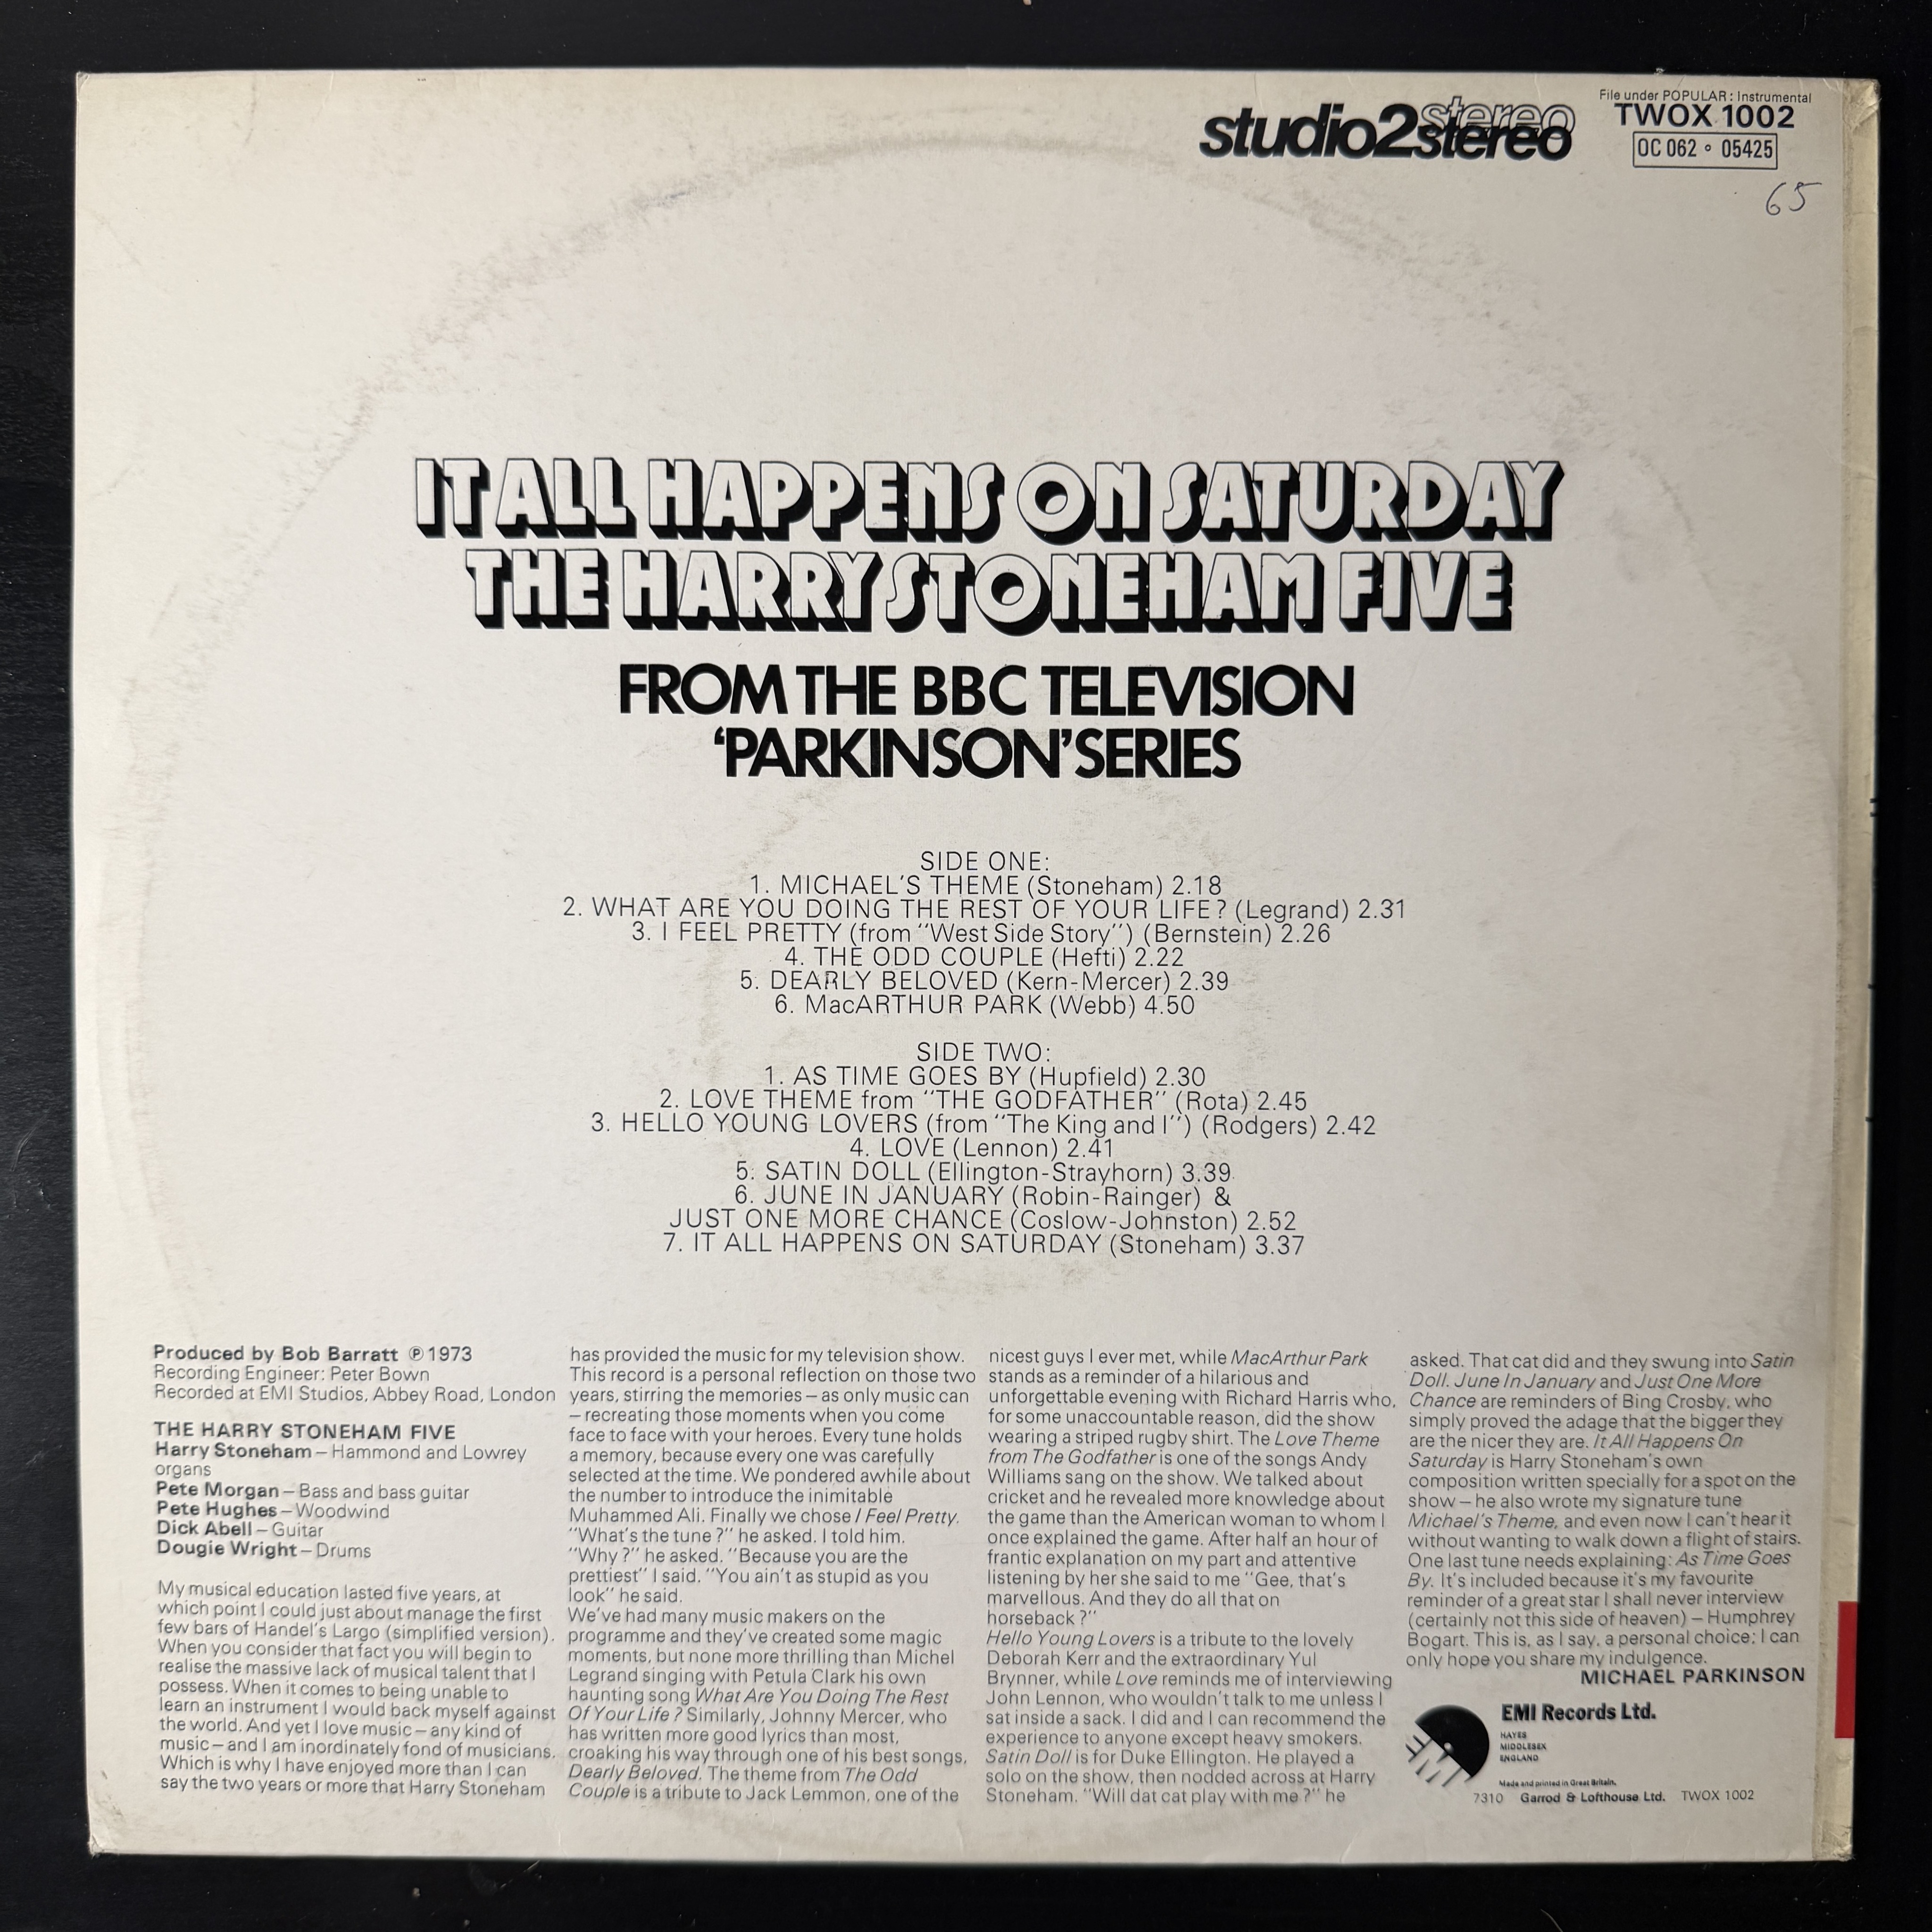 File under POPULAR : Instrumental
studio2stereo
stereo
TWOX 1002
OC 062 ∘ 05425
65
IT ALL HAPPENS ON SATURDAY
THE HARRY STONEHAM FIVE
FROM THE BBC TELEVISION
‘PARKINSON’ SERIES
SIDE ONE:
1. MICHAEL'S THEME (Stoneham) 2.18
2. WHAT ARE YOU DOING THE REST OF YOUR LIFE? (Legrand) 2.31
3. I FEEL PRETTY (from "West Side Story") (Bernstein) 2.26
4. THE ODD COUPLE (Hefti) 2.22
5. DEARLY BELOVED (Kern-Mercer) 2.39
6. MacARTHUR PARK (Webb) 4.50
SIDE TWO:
1. AS TIME GOES BY (Hupfield) 2.30
2. LOVE THEME from "THE GODFATHER" (Rota) 2.45
3. HELLO YOUNG LOVERS (from "The King and I") (Rodgers) 2.42
4. LOVE (Lennon) 2.41
5. SATIN DOLL (Ellington-Strayhorn) 3.39
6. JUNE IN JANUARY (Robin-Rainger) &
JUST ONE MORE CHANCE (Coslow-Johnston) 2.52
7. IT ALL HAPPENS ON SATURDAY (Stoneham) 3.37
Produced by Bob Barratt ℗ 1973
Recording Engineer: Peter Bown
Recorded at EMI Studios, Abbey Road, London
THE HARRY STONEHAM FIVE
Harry Stoneham – Hammond and Lowrey
organs
Pete Morgan – Bass and bass guitar
Pete Hughes – Woodwind
Dick Abell – Guitar
Dougie Wright – Drums
My musical education lasted five years, at
which point I could just about manage the first
few bars of Handel's Largo (simplified version).
When you consider that fact you will begin to
realise the massive lack of musical talent that I
possess. When it comes to being unable to
learn an instrument I would back myself against
the world. And yet I love music – any kind of
music – and I am inordinately fond of musicians.
Which is why I have enjoyed more than I can
say the two years or more that Harry Stoneham
has provided the music for my television show.
This record is a personal reflection on those two
years, stirring the memories – as only music can
– recreating those moments when you come
face to face with your heroes. Every tune holds
a memory, because every one was carefully
selected at the time. We pondered awhile about
the number to introduce the inimitable
Muhammed Ali. Finally we chose I Feel Pretty.
"What's the tune ?" he asked. I told him.
"Why ?" he asked. "Because you are the
prettiest" I said. "You ain't as stupid as you
look" he said.
We've had many music makers on the
programme and they've created some magic
moments, but none more thrilling than Michel
Legrand singing with Petula Clark his own
haunting song What Are You Doing The Rest
Of Your Life ? Similarly, Johnny Mercer, who
has written more good lyrics than most,
croaking his way through one of his best songs,
Dearly Beloved. The theme from The Odd
Couple is a tribute to Jack Lemmon, one of the
nicest guys I ever met, while MacArthur Park
stands as a reminder of a hilarious and
unforgettable evening with Richard Harris who,
for some unaccountable reason, did the show
wearing a striped rugby shirt. The Love Theme
from The Godfather is one of the songs Andy
Williams sang on the show. We talked about
cricket and he revealed more knowledge about
the game than the American woman to whom I
once explained the game. After half an hour of
frantic explanation on my part and attentive
listening by her she said to me "Gee, that's
marvellous. And they do all that on
horseback ?"
Hello Young Lovers is a tribute to the lovely
Deborah Kerr and the extraordinary Yul
Brynner, while Love reminds me of interviewing
John Lennon, who wouldn't talk to me unless I
sat inside a sack. I did and I can recommend the
experience to anyone except heavy smokers.
Satin Doll is for Duke Ellington. He played a
solo on the show, then nodded across at Harry
Stoneham. "Will dat cat play with me ?" he
asked. That cat did and they swung into Satin
Doll. June In January and Just One More
Chance are reminders of Bing Crosby, who
simply proved the adage that the bigger they
are the nicer they are. It All Happens On
Saturday is Harry Stoneham's own
composition written specially for a spot on the
show – he also wrote my signature tune
Michael's Theme, and even now I can't hear it
without wanting to walk down a flight of stairs.
One last tune needs explaining: As Time Goes
By. It's included because it's my favourite
reminder of a great star I shall never interview
(certainly not this side of heaven) – Humphrey
Bogart. This is, as I say, a personal choice; I can
only hope you share my indulgence.
MICHAEL PARKINSON
EMI
EMI Records Ltd.
HAYES
MIDDLESEX
ENGLAND
Made and printed in Great Britain.
7310 Garrod & Lofthouse Ltd. TWOX 1002